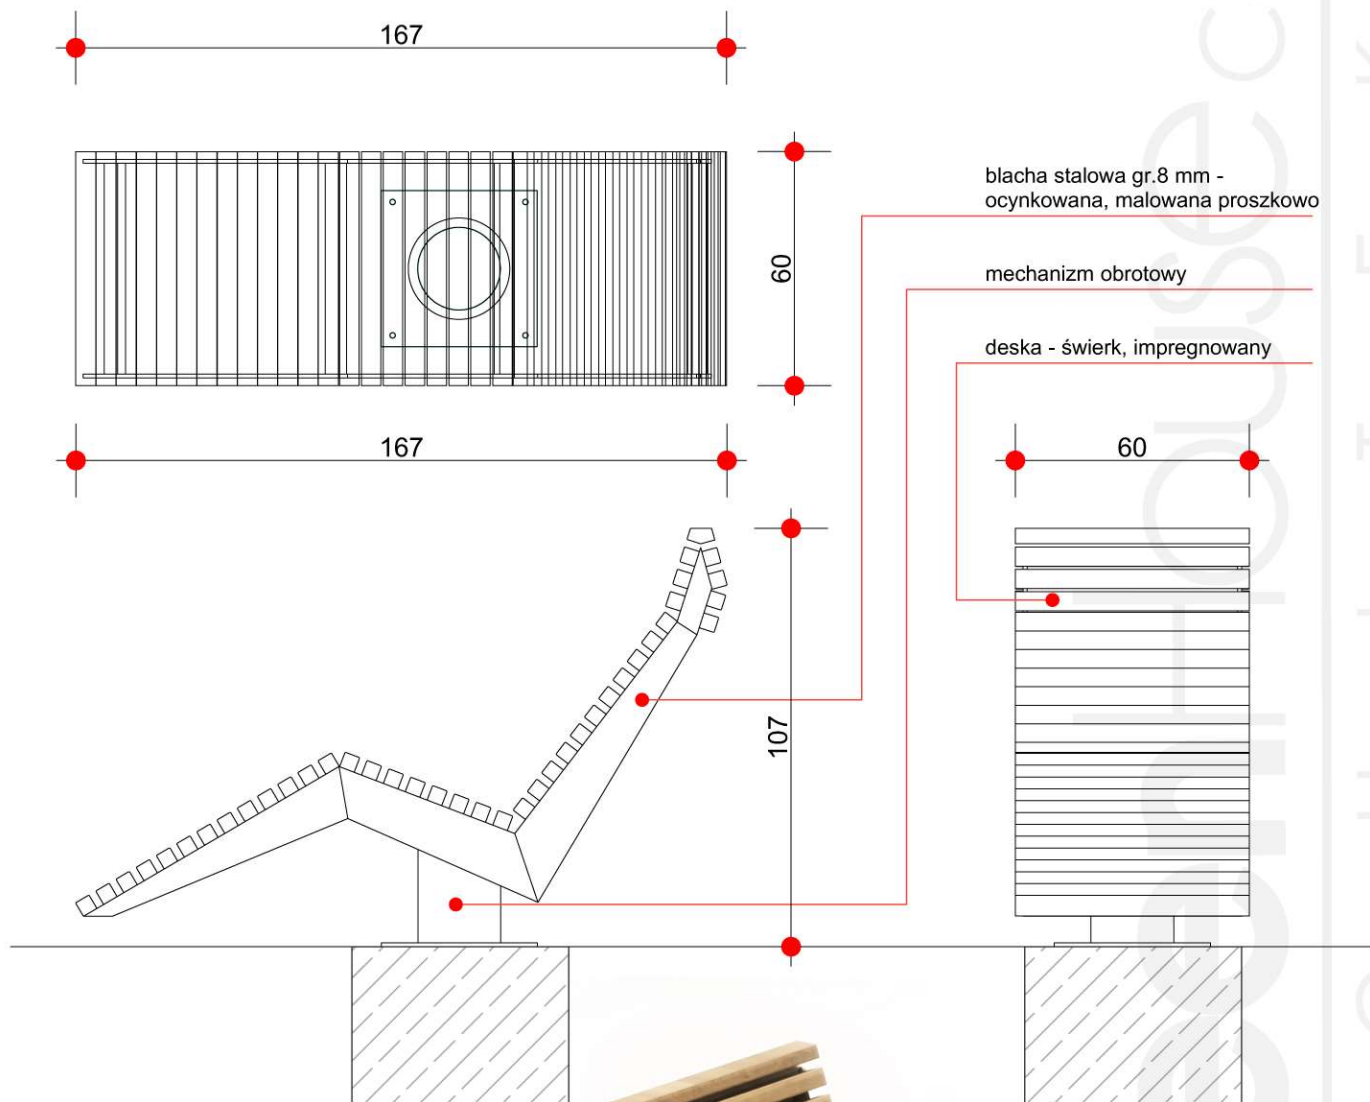 167
60
blacha stalowa gr.8 mm -
ocynkowana, malowana proszkowo
mechanizm obrotowy
deska - świerk, impregnowany
167
60
107